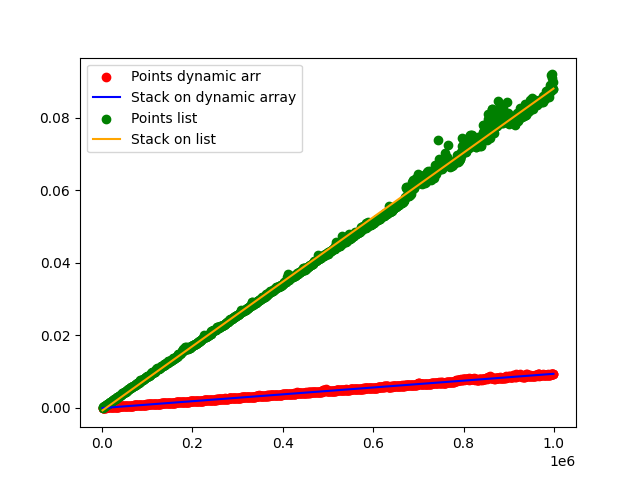 Points dynamic arr
Stack on dynamic array
Points list
Stack on list
0.08
0.06
0.04
0.02
0.00
0.0 0.2 0.4 0.6 0.8 1.0
1e6